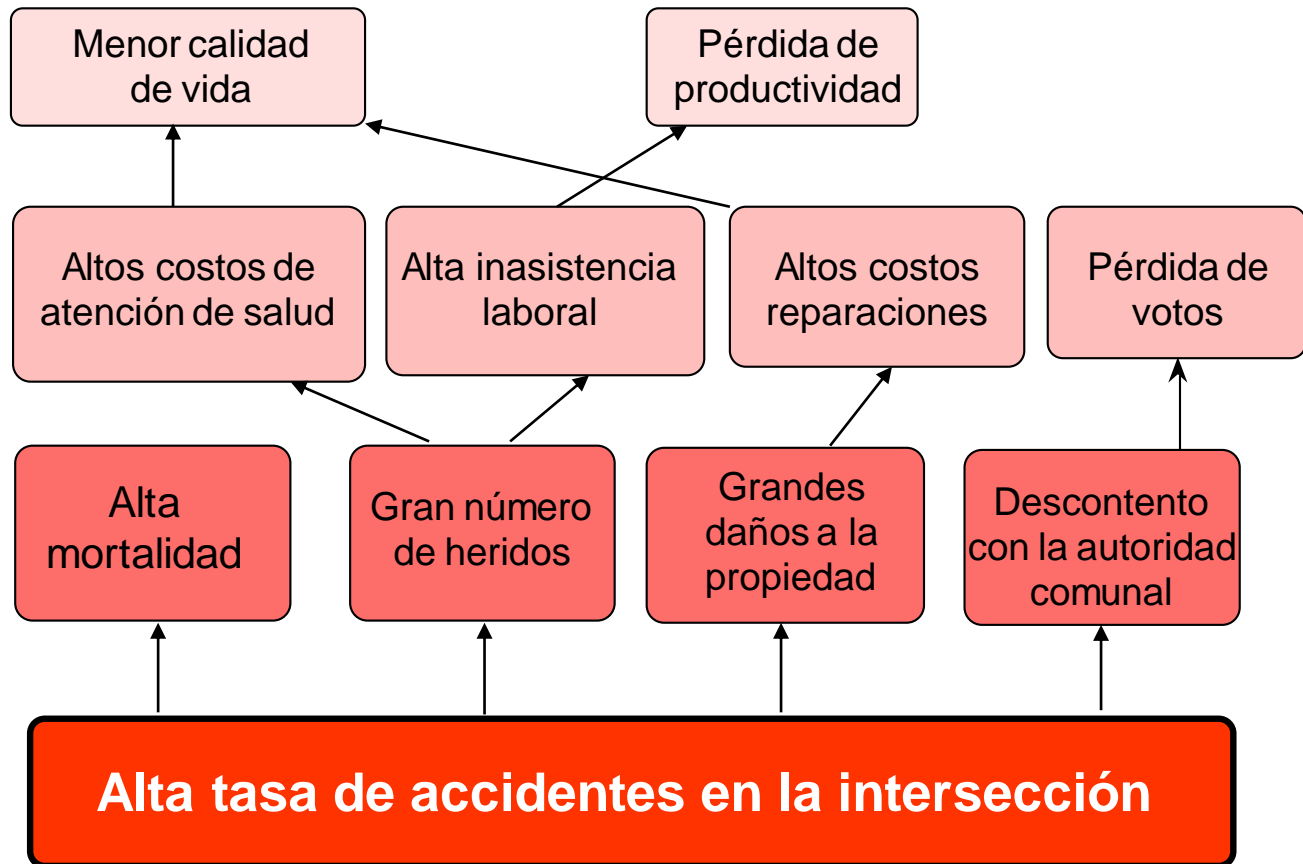 Menor calidad
de vida
Pérdida de
productividad
Altos costos de
atención de salud
Alta inasistencia
laboral
Altos costos
reparaciones
Pérdida de
votos
Alta
mortalidad
Gran número
de heridos
Grandes
daños a la
propiedad
Descontento
con la autoridad
comunal
Alta tasa de accidentes en la intersección